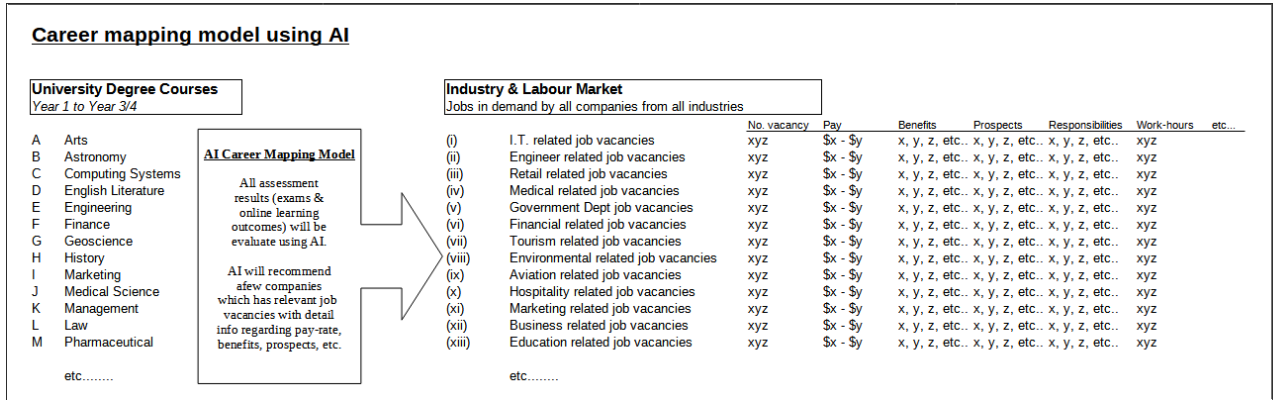 Career mapping model using AI
University Degree Courses
Year 1 to Year 3/4
A Arts
B Astronomy
C Computing Systems
D English Literature
E Engineering
F Finance
G Geoscience
H History
I Marketing
J Medical Science
K Management
L Law
M Pharmaceutical
etc........
AI Career Mapping Model
All assessment
results (exams &
online learning
outcomes) will be
evaluate using AI.
AI will recommend
afew companies
which has relevant job
vacancies with detail
info regarding pay-rate,
benefits, prospects, etc.
Industry & Labour Market
Jobs in demand by all companies from all industries
No. vacancy Pay Benefits Prospects Responsibilities Work-hours etc...
(i) I.T. related job vacancies xyz $x - $y x, y, z, etc.. x, y, z, etc.. x, y, z, etc.. xyz
(ii) Engineer related job vacancies xyz $x - $y x, y, z, etc.. x, y, z, etc.. x, y, z, etc.. xyz
(iii) Retail related job vacancies xyz $x - $y x, y, z, etc.. x, y, z, etc.. x, y, z, etc.. xyz
(iv) Medical related job vacancies xyz $x - $y x, y, z, etc.. x, y, z, etc.. x, y, z, etc.. xyz
(v) Government Dept job vacancies xyz $x - $y x, y, z, etc.. x, y, z, etc.. x, y, z, etc.. xyz
(vi) Financial related job vacancies xyz $x - $y x, y, z, etc.. x, y, z, etc.. x, y, z, etc.. xyz
(vii) Tourism related job vacancies xyz $x - $y x, y, z, etc.. x, y, z, etc.. x, y, z, etc.. xyz
(viii) Environmental related job vacancies xyz $x - $y x, y, z, etc.. x, y, z, etc.. x, y, z, etc.. xyz
(ix) Aviation related job vacancies xyz $x - $y x, y, z, etc.. x, y, z, etc.. x, y, z, etc.. xyz
(x) Hospitality related job vacancies xyz $x - $y x, y, z, etc.. x, y, z, etc.. x, y, z, etc.. xyz
(xi) Marketing related job vacancies xyz $x - $y x, y, z, etc.. x, y, z, etc.. x, y, z, etc.. xyz
(xii) Business related job vacancies xyz $x - $y x, y, z, etc.. x, y, z, etc.. x, y, z, etc.. xyz
(xiii) Education related job vacancies xyz $x - $y x, y, z, etc.. x, y, z, etc.. x, y, z, etc.. xyz
etc........